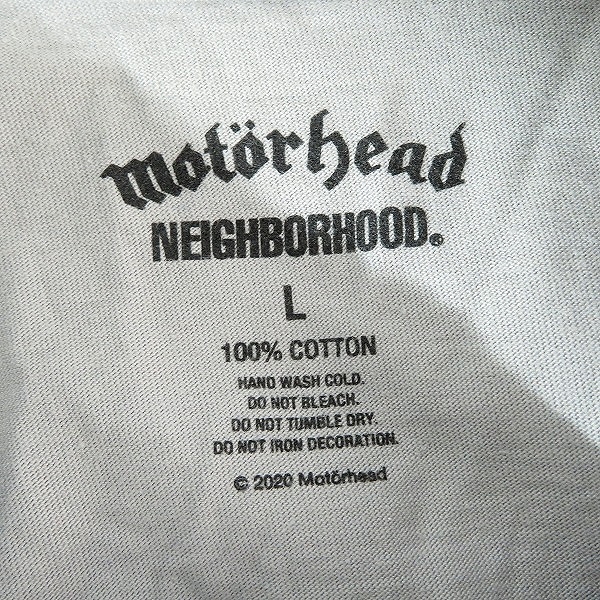 motörhead
NEIGHBORHOOD®
L
100% COTTON
HAND WASH COLD.
DO NOT BLEACH.
DO NOT TUMBLE DRY.
DO NOT IRON DECORATION.
© 2020 Motörhead